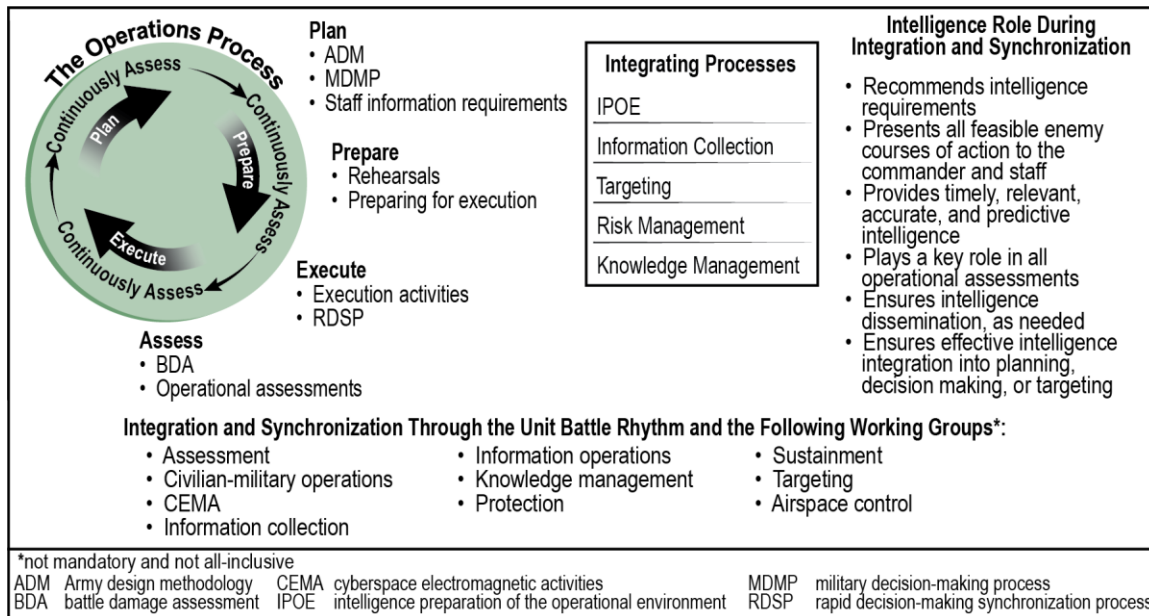 The Operations Process
Continuously Assess
Continuously Assess
Continuously Assess
Plan
Prepare
Execute
Plan
• ADM
• MDMP
• Staff information requirements
Prepare
• Rehearsals
• Preparing for execution
Execute
• Execution activities
• RDSP
Assess
• BDA
• Operational assessments
Integrating Processes
IPOE
Information Collection
Targeting
Risk Management
Knowledge Management
Intelligence Role During
Integration and Synchronization
• Recommends intelligence
requirements
• Presents all feasible enemy
courses of action to the
commander and staff
• Provides timely, relevant,
accurate, and predictive
intelligence
• Plays a key role in all
operational assessments
• Ensures intelligence
dissemination, as needed
• Ensures effective intelligence
integration into planning,
decision making, or targeting
Integration and Synchronization Through the Unit Battle Rhythm and the Following Working Groups*:
• Assessment
• Civilian-military operations
• CEMA
• Information collection
• Information operations
• Knowledge management
• Protection
• Sustainment
• Targeting
• Airspace control
*not mandatory and not all-inclusive
ADM Army design methodology CEMA cyberspace electromagnetic activities MDMP military decision-making process
BDA battle damage assessment IPOE intelligence preparation of the operational environment RDSP rapid decision-making synchronization process